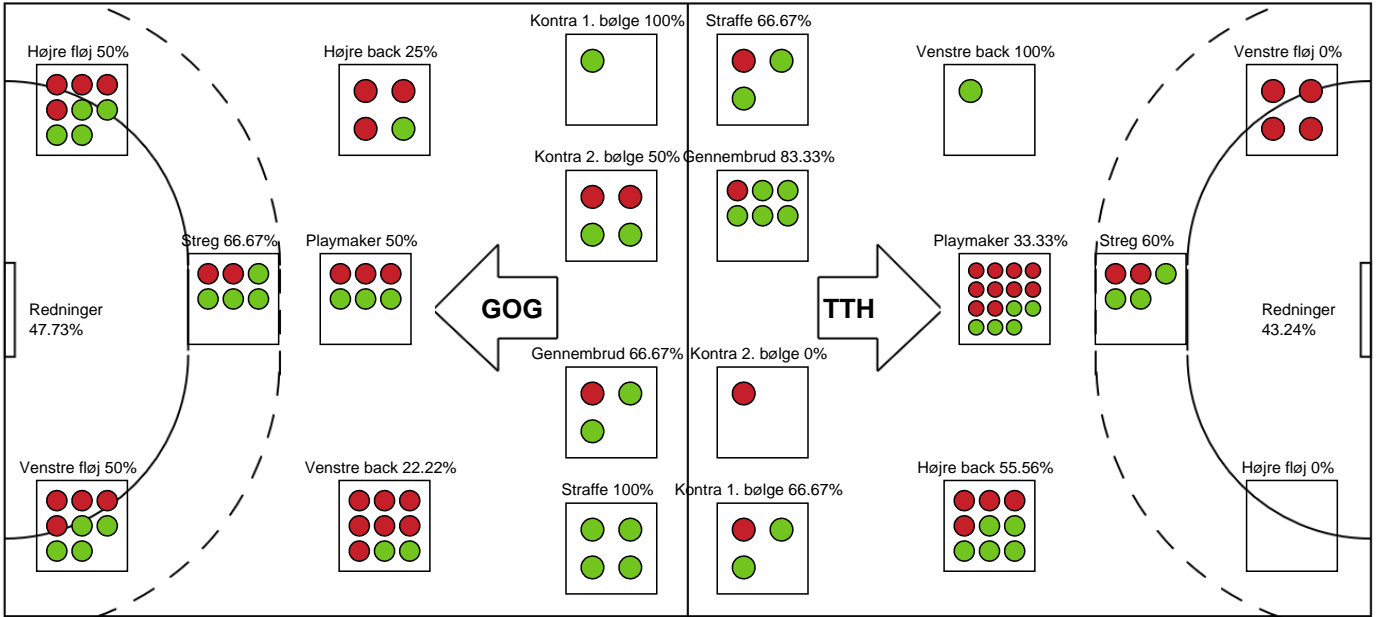 Kontra 1. bølge 100%
Straffe 66.67%
Højre fløj 50%
Højre back 25%
Venstre back 100%
Venstre fløj 0%
Kontra 2. bølge 50%
Gennembrud 83.33%
Streg 66.67%
Playmaker 50%
Playmaker 33.33%
Streg 60%
Redninger
47.73%
GOG
TTH
Redninger
43.24%
Gennembrud 66.67%
Kontra 2. bølge 0%
Venstre fløj 50%
Venstre back 22.22%
Straffe 100%
Kontra 1. bølge 66.67%
Højre back 55.56%
Højre fløj 0%